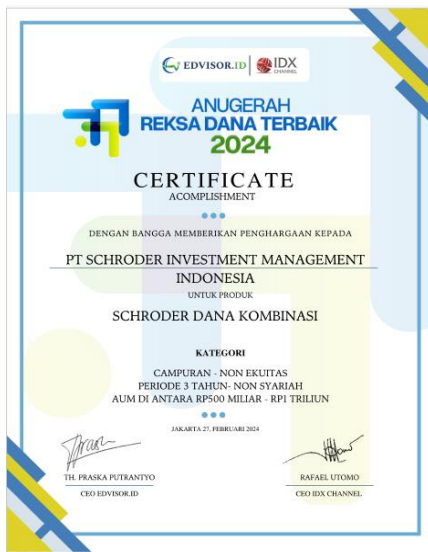 EDVISOR.ID
IDX
CHANNEL
ANUGERAH
REKSA DANA TERBAIK
2024
CERTIFICATE
ACOMPLISHMENT
DENGAN BANGGA MEMBERIKAN PENGHARGAAN KEPADA
PT SCHRODER INVESTMENT MANAGEMENT
INDONESIA
UNTUK PRODUK
SCHRODER DANA KOMBINASI
KATEGORI
CAMPURAN - NON EKUITAS
PERIODE 3 TAHUN- NON SYARIAH
AUM DI ANTARA RP500 MILIAR - RP1 TRILIUN
JAKARTA 27, FEBRUARI 2024
TH. PRASKA PUTRANTYO
CEO EDVISOR.ID
RAFAEL UTOMO
CEO IDX CHANNEL